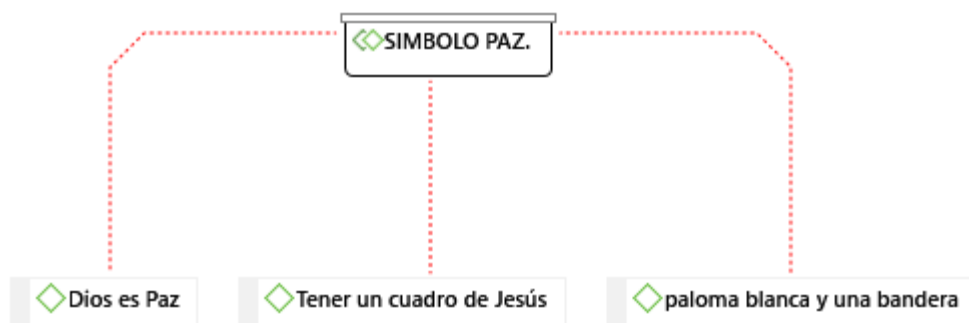 SIMBOLO PAZ.
Dios es Paz
Tener un cuadro de Jesús
paloma blanca y una bandera